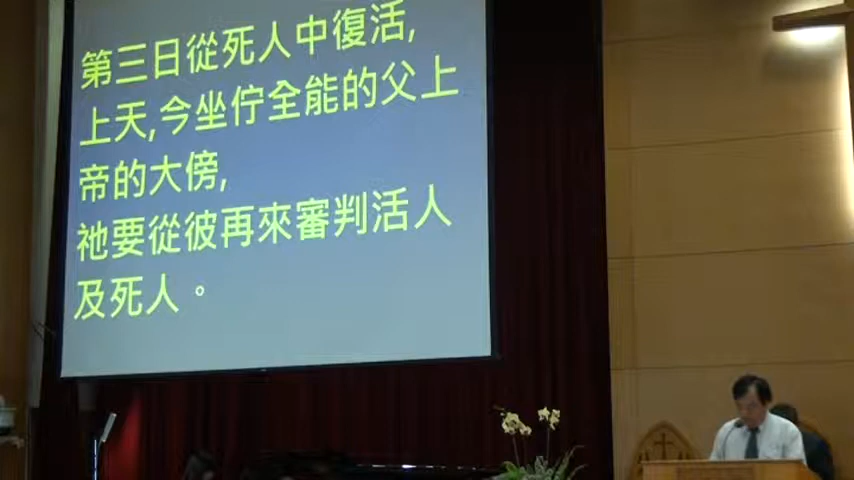 第三日從死人中復活,
上天,今坐佇全能的父上
帝的大傍,
祂要從彼再來審判活人
及死人。